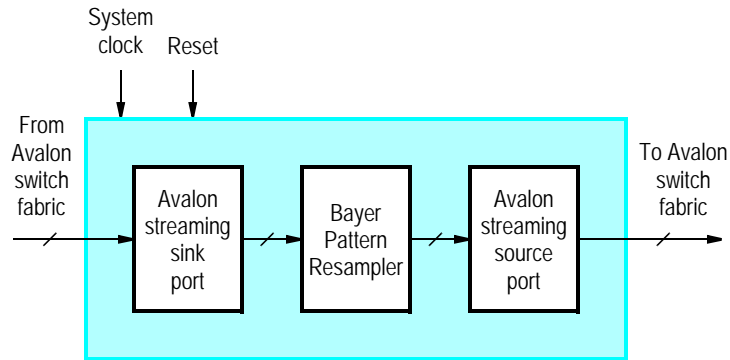 System
clock
Reset
From
Avalon
switch
fabric
Avalon
streaming
sink
port
Bayer
Pattern
Resampler
Avalon
streaming
source
port
To Avalon
switch
fabric